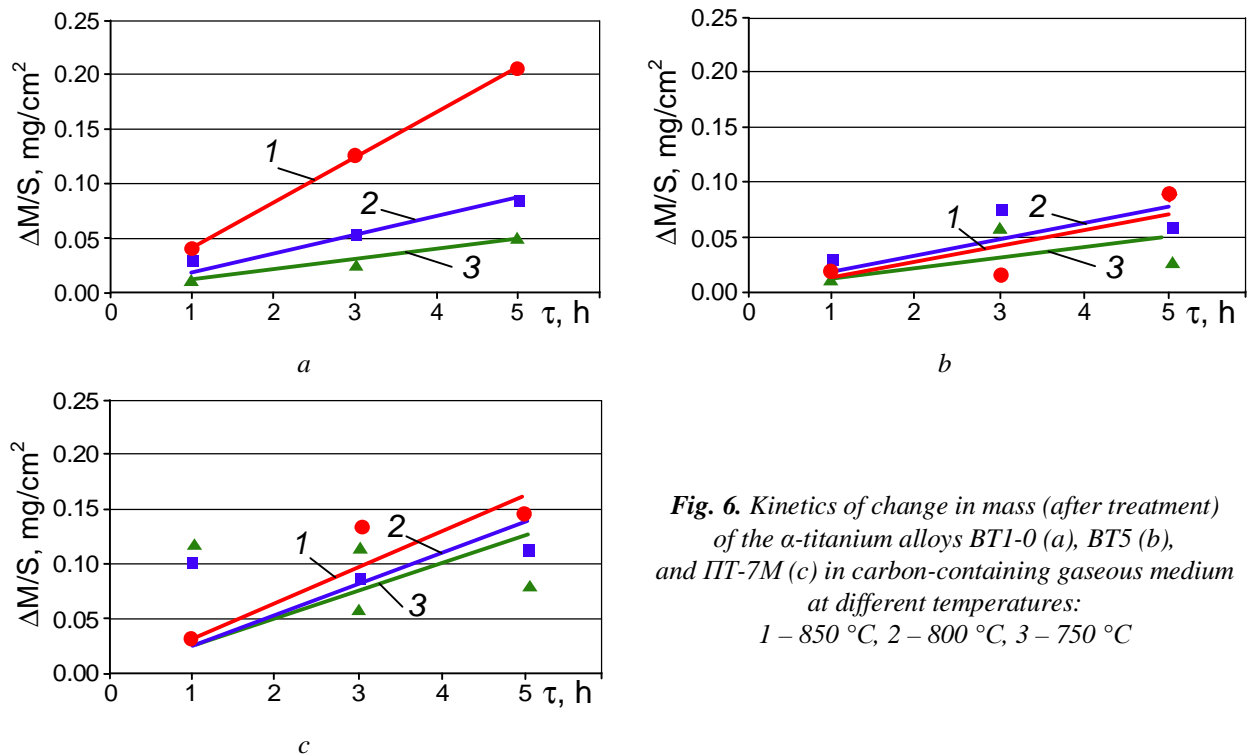 0.25
0.20
0.15
0.10
0.05
0.00
ΔM/S, mg/cm²
1
2
3
0 1 2 3 4 5 τ, h
a
0.25
0.20
0.15
0.10
0.05
0.00
ΔM/S, mg/cm²
1
2
3
0 1 2 3 4 5 τ, h
b
0.25
0.20
0.15
0.10
0.05
0.00
ΔM/S, mg/cm²
1
2
3
0 1 2 3 4 5 τ, h
c
Fig. 6. Kinetics of change in mass (after treatment)
of the α-titanium alloys BT1-0 (a), BT5 (b),
and ПТ-7М (c) in carbon-containing gaseous medium
at different temperatures:
1 – 850 °C, 2 – 800 °C, 3 – 750 °C